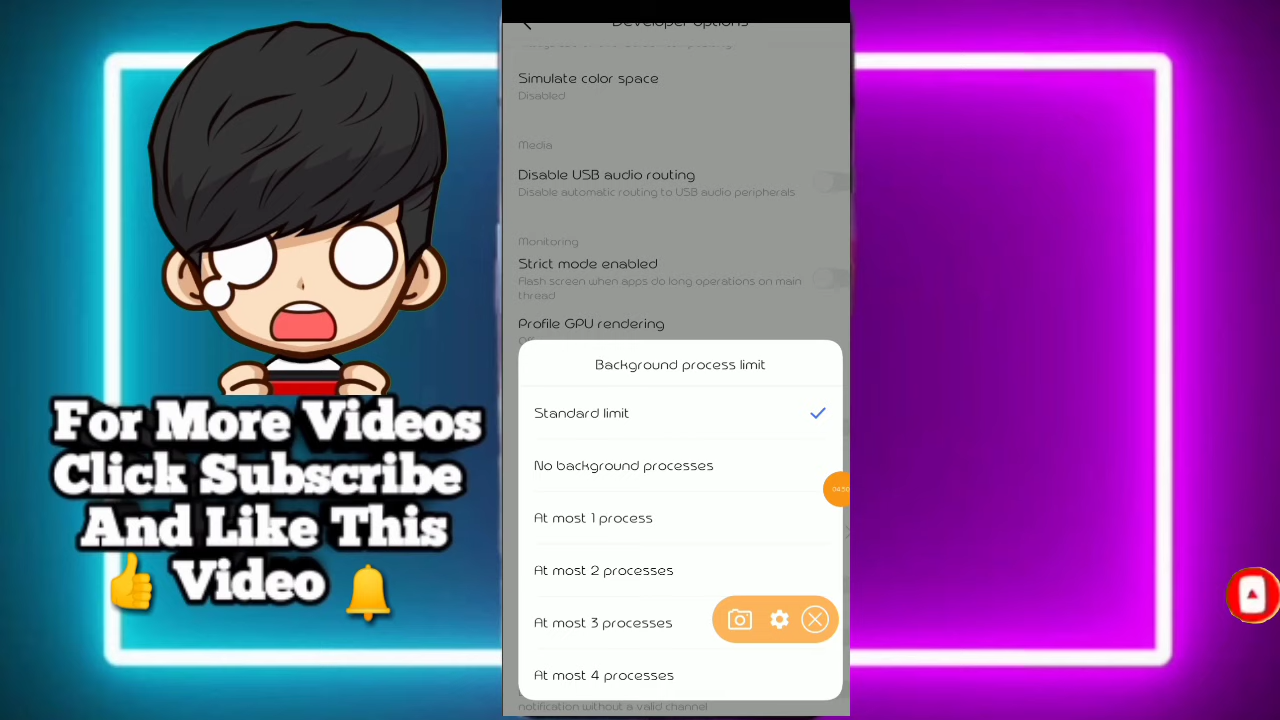 Developer options
Simulate color space
Disabled
Media
Disable USB audio routing
Disable automatic routing to USB audio peripherals
Monitoring
Strict mode enabled
Flash screen when apps do long operations on main
thread
Profile GPU rendering
Background process limit
Standard limit
No background processes
At most 1 process
At most 2 processes
At most 3 processes
At most 4 processes
notification without a valid channel
04:50
For More Videos
Click Subscribe
And Like This
Video